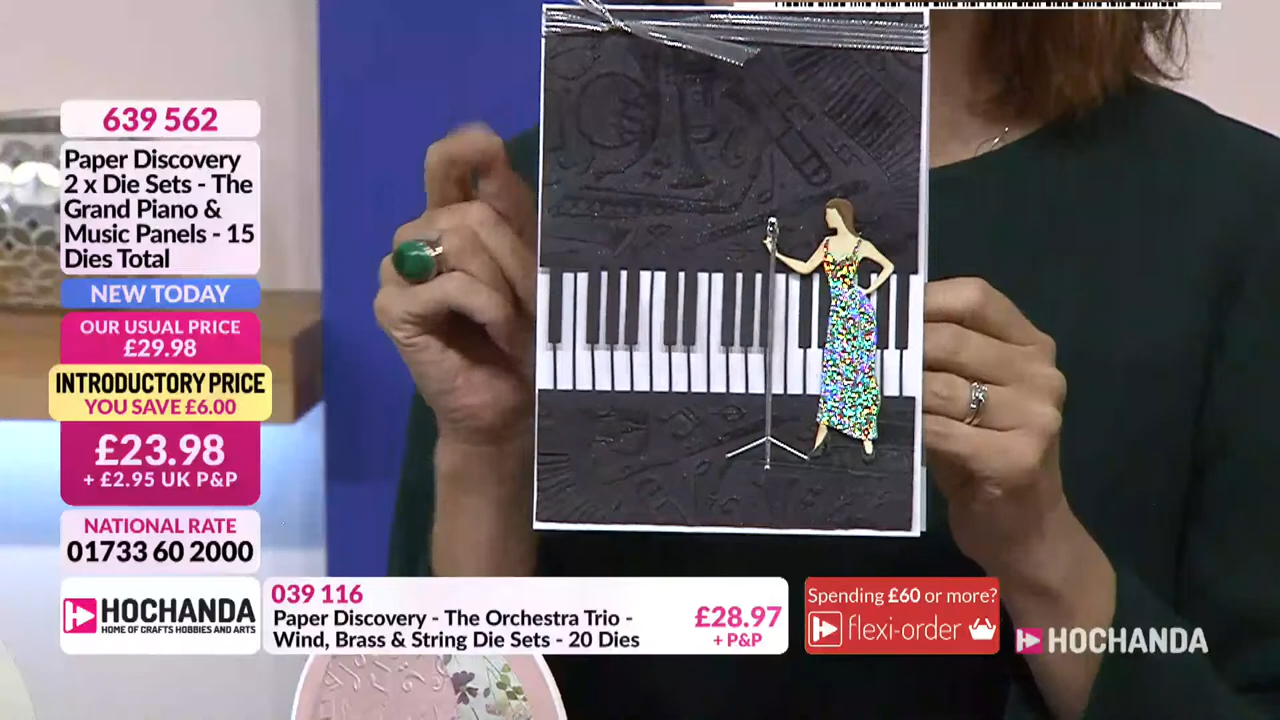 639 562
Paper Discovery
2 x Die Sets - The
Grand Piano &
Music Panels - 15
Dies Total
NEW TODAY
OUR USUAL PRICE
£29.98
INTRODUCTORY PRICE
YOU SAVE £6.00
£23.98
+ £2.95 UK P&P
NATIONAL RATE
01733 60 2000
HOCHANDA
HOME OF CRAFTS HOBBIES AND ARTS
039 116
Paper Discovery - The Orchestra Trio -
Wind, Brass & String Die Sets - 20 Dies
£28.97
+ P&P
Spending £60 or more?
flexi-order
HOCHANDA